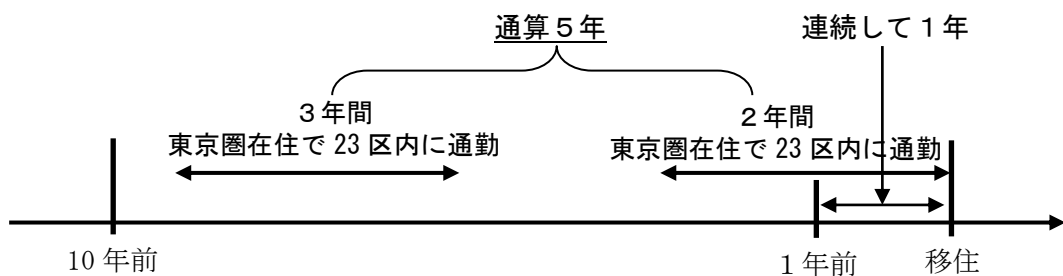 通算５年
連続して１年
３年間
東京圏在住で 23 区内に通勤
２年間
東京圏在住で 23 区内に通勤
10 年前
１年前
移住